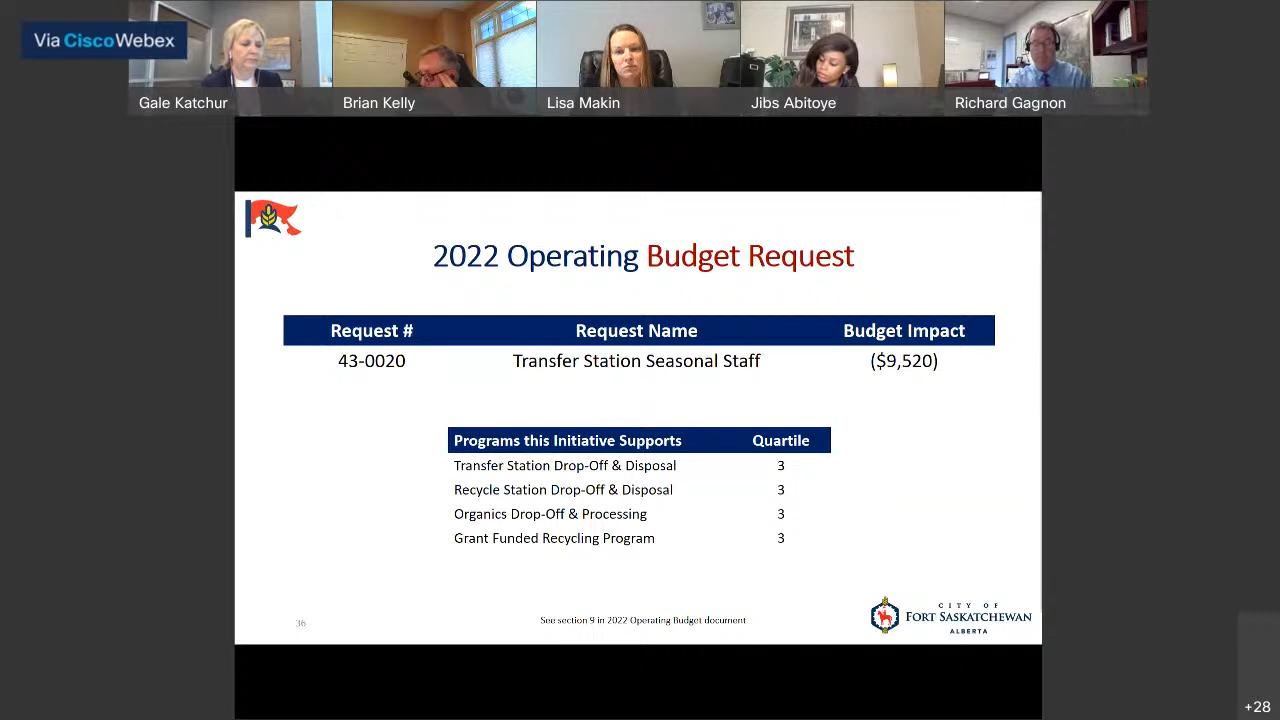 Via CiscoWebex
Gale Katchur
Brian Kelly
Lisa Makin
Jibs Abitoye
Richard Gagnon
2022 Operating Budget Request
Request # Request Name Budget Impact
43-0020 Transfer Station Seasonal Staff ($9,520)
Programs this Initiative Supports Quartile
Transfer Station Drop-Off & Disposal 3
Recycle Station Drop-Off & Disposal 3
Organics Drop-Off & Processing 3
Grant Funded Recycling Program 3
36
See section 9 in 2022 Operating Budget document
CITY OF
FORT SASKATCHEWAN
ALBERTA
+28